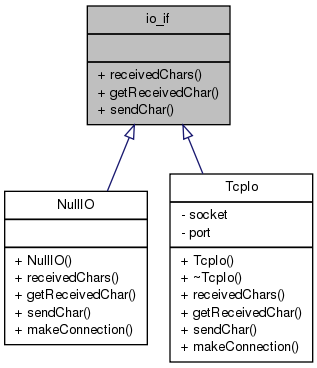 io_if
+ receivedChars()
+ getReceivedChar()
+ sendChar()
NullIO
+ NullIO()
+ receivedChars()
+ getReceivedChar()
+ sendChar()
+ makeConnection()
TcpIo
- socket
- port
+ TcpIo()
+ ~TcpIo()
+ receivedChars()
+ getReceivedChar()
+ sendChar()
+ makeConnection()